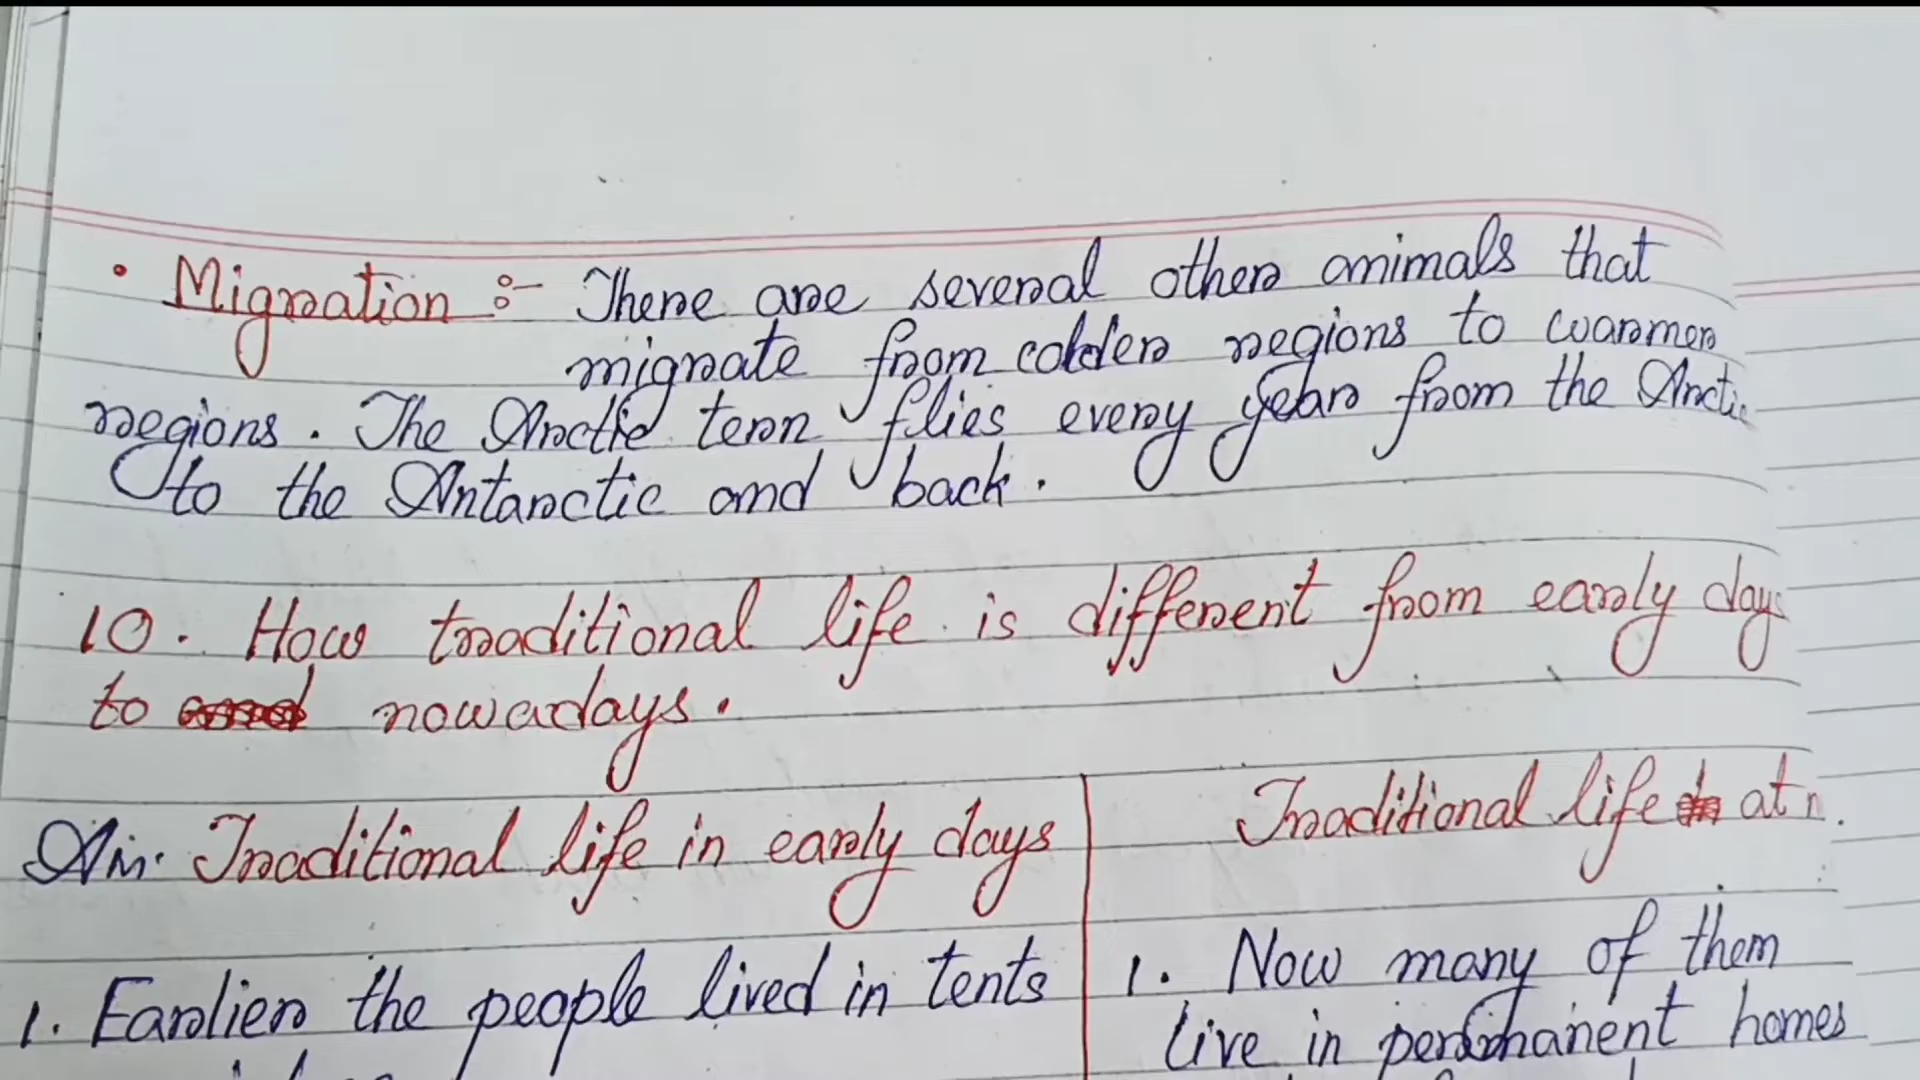 • Migration :- There are several other animals that
migrate from colder regions to warmer
regions. The Arctic tern flies every year from the Arctic
to the Antarctic and back.
10. How traditional life is different from early days
to nowadays.
Ans. Traditional life in early days
Traditional life at n
1. Earlier the people lived in tents
1. Now many of them
live in permanent homes